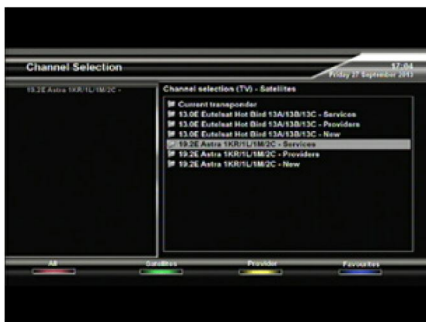 Channel Selection
17:04
Friday 27 September 2013
19.2E Astra 1KR/1L/1M/2C -
Channel selection (TV) - Satellites
Current transponder
13.0E Eutelsat Hot Bird 13A/13B/13C - Services
13.0E Eutelsat Hot Bird 13A/13B/13C - Providers
13.0E Eutelsat Hot Bird 13A/13B/13C - New
19.2E Astra 1KR/1L/1M/2C - Services
19.2E Astra 1KR/1L/1M/2C - Providers
19.2E Astra 1KR/1L/1M/2C - New
All
Satellites
Provider
Favourites